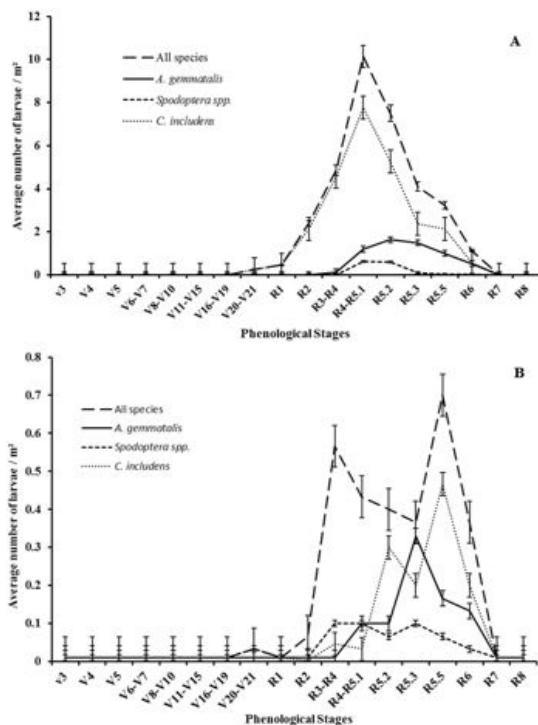 A
All species
A. gemmatalis
Spodoptera spp.
C. includens
Average number of larvae / m²
12
10
8
6
4
2
0
v3
V4
V5
V6-V7
V8-V10
V11-V15
V16-V19
V20-V21
R1
R2
R3-R4
R4-R5.1
R5.2
R5.3
R5.5
R6
R7
R8
Phenological Stages
B
All species
A. gemmatalis
Spodoptera spp.
C. includens
Average number of larvae / m²
0.8
0.7
0.6
0.5
0.4
0.3
0.2
0.1
0
v3
V4
V5
V6-V7
V8-V10
V11-V15
V16-V19
V20-V21
R1
R2
R3-R4
R4-R5.1
R5.2
R5.3
R5.5
R6
R7
R8
Phenological Stages